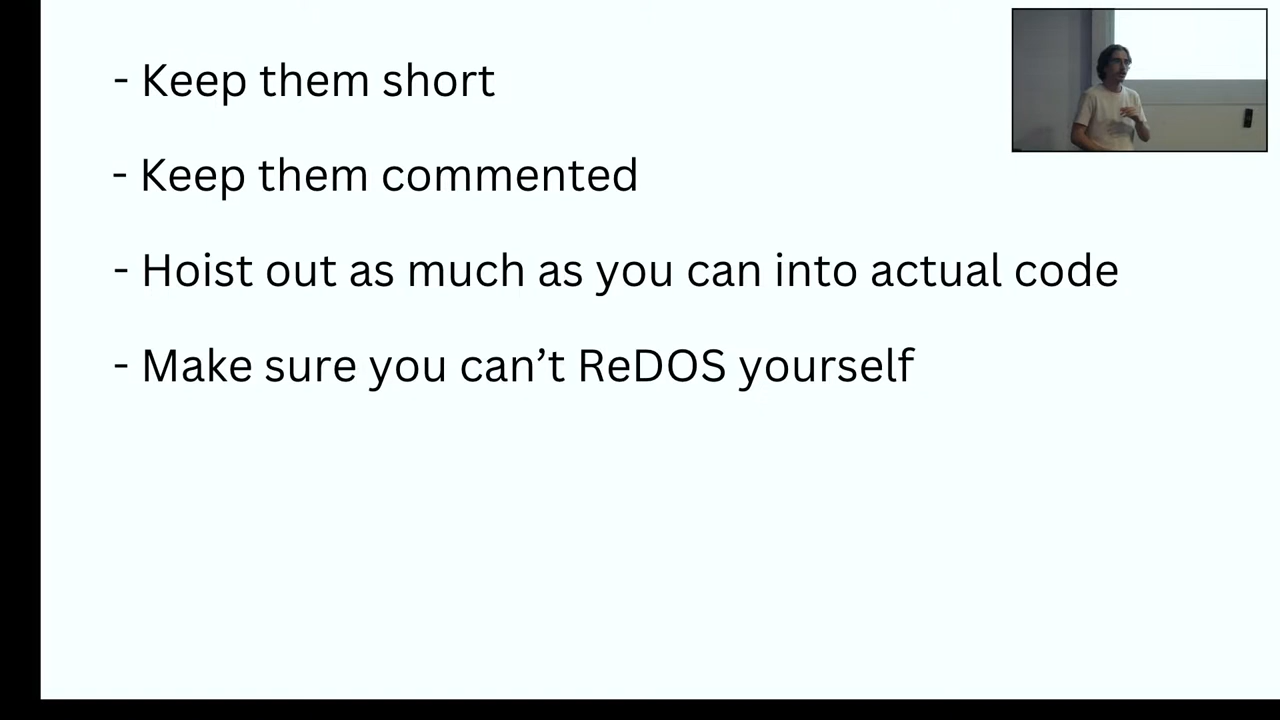 - Keep them short
- Keep them commented
- Hoist out as much as you can into actual code
- Make sure you can’t ReDOS yourself